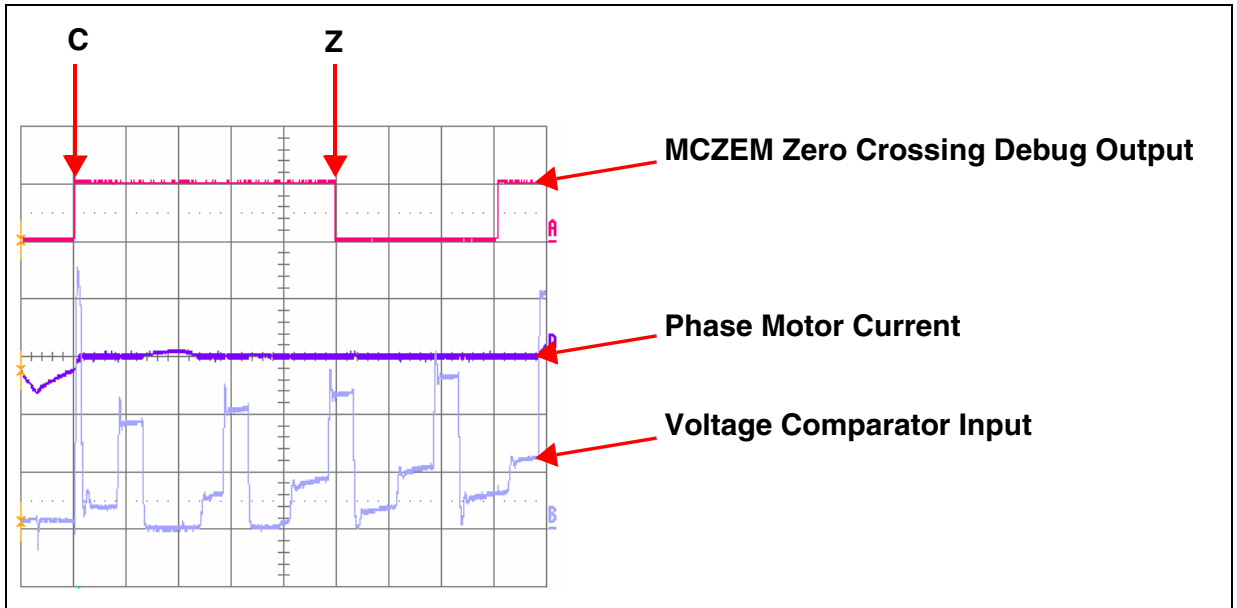 C
Z
MCZEM Zero Crossing Debug Output
A
Phase Motor Current
D
Voltage Comparator Input
B